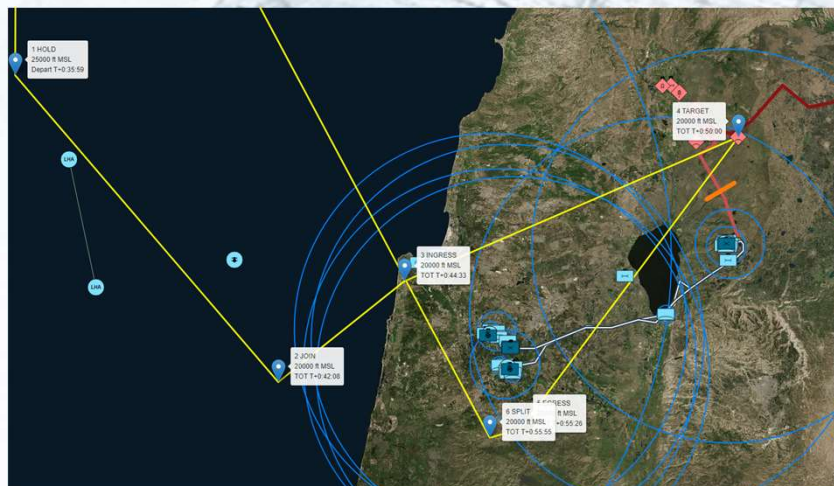 1 HOLD
25000 ft MSL
Depart T+0:35:59
4 TARGET
20000 ft MSL
TOT T+0:50:00
LHA
3 INGRESS
20000 ft MSL
TOT T+0:44:33
LHA
2 JOIN
20000 ft MSL
TOT T+0:42:08
EGRESS
ft MSL
+0:55:26
6 SPLIT
20000 ft MSL
TOT T+0:55:55